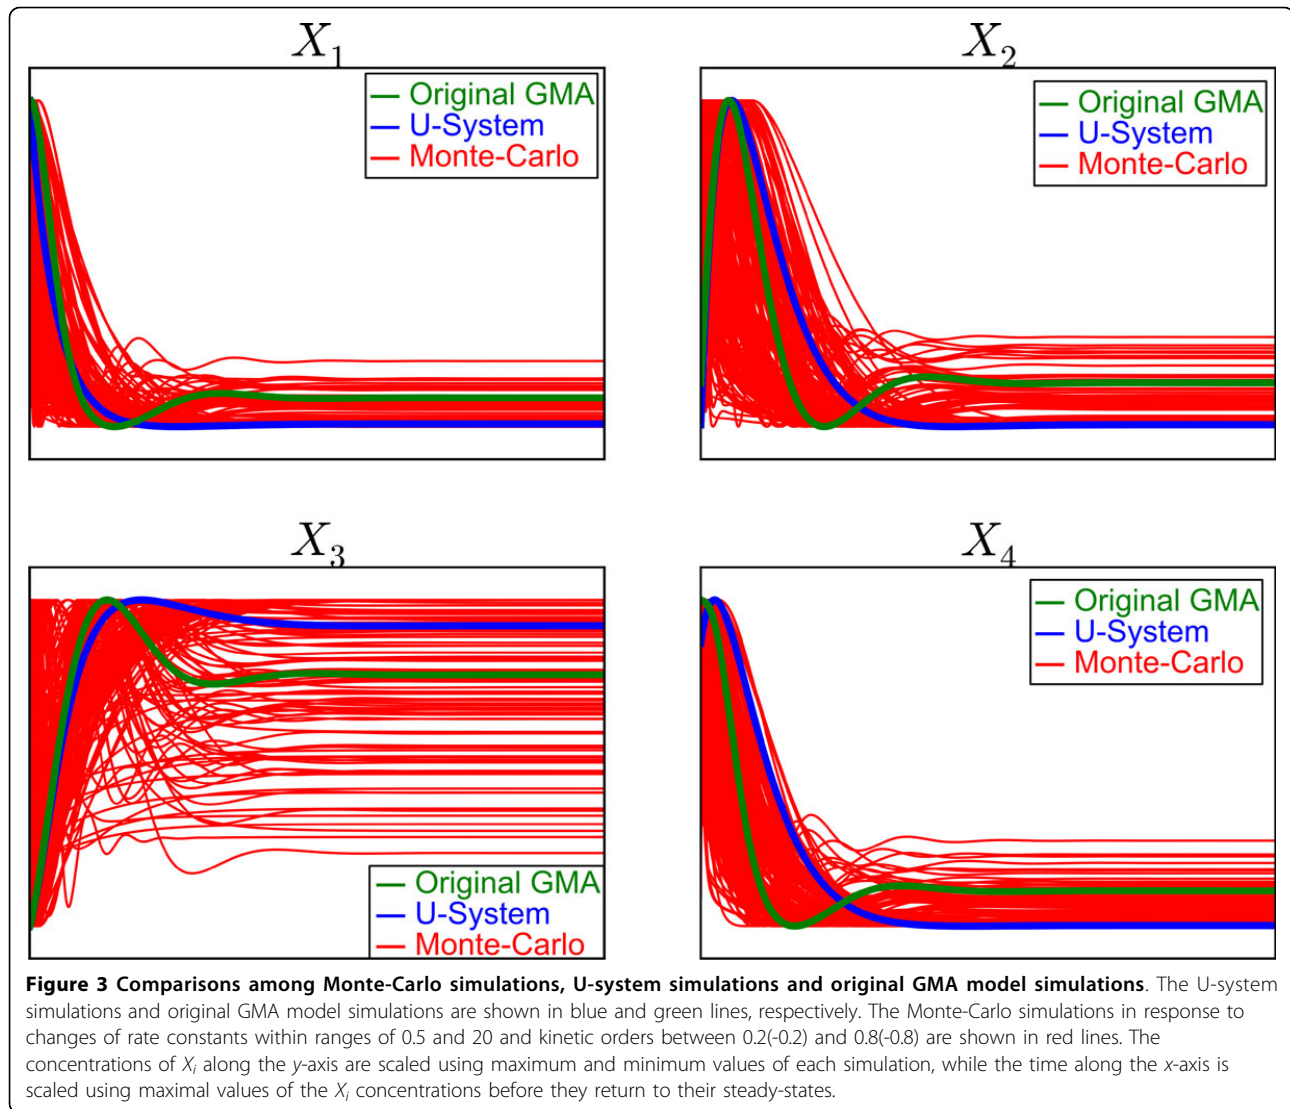 X1
X2
Original GMA
U-System
Monte-Carlo
Original GMA
U-System
Monte-Carlo
X3
X4
Original GMA
U-System
Monte-Carlo
Original GMA
U-System
Monte-Carlo
Figure 3 Comparisons among Monte-Carlo simulations, U-system simulations and original GMA model simulations. The U-system
simulations and original GMA model simulations are shown in blue and green lines, respectively. The Monte-Carlo simulations in response to
changes of rate constants within ranges of 0.5 and 20 and kinetic orders between 0.2(-0.2) and 0.8(-0.8) are shown in red lines. The
concentrations of Xi along the y-axis are scaled using maximum and minimum values of each simulation, while the time along the x-axis is
scaled using maximal values of the Xi concentrations before they return to their steady-states.